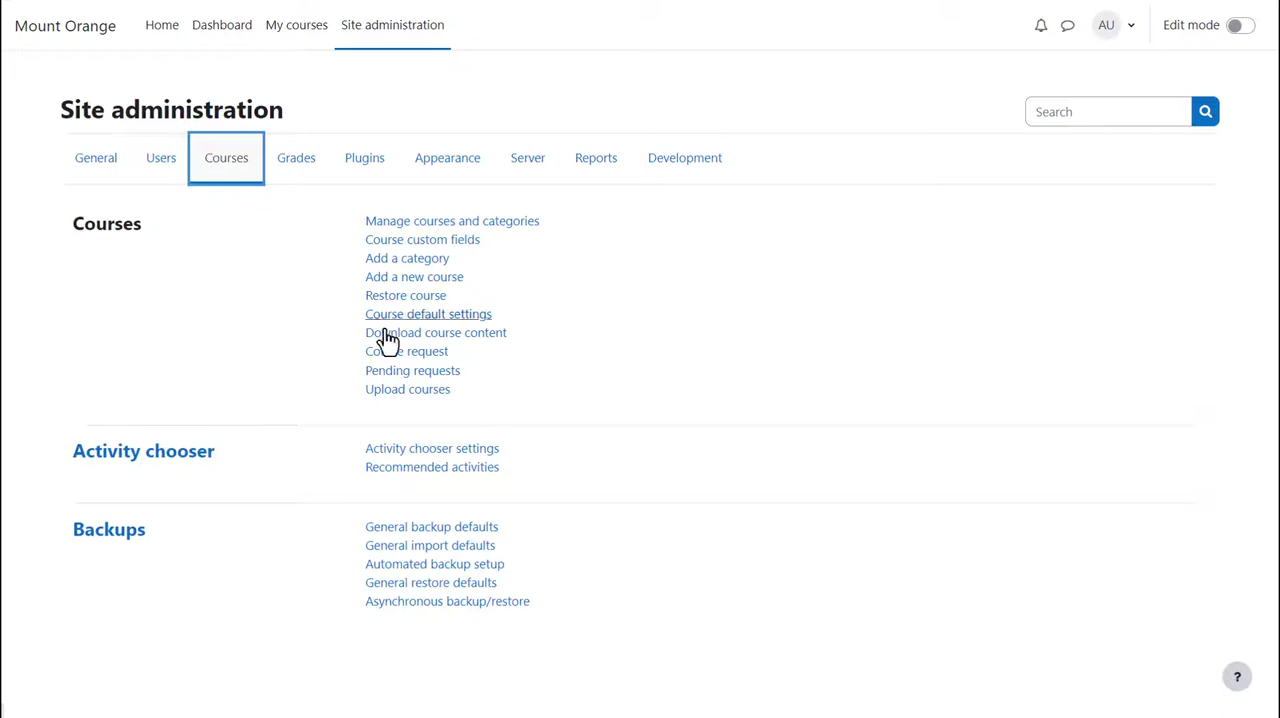 Mount Orange
Home
Dashboard
My courses
Site administration
AU
Edit mode
Site administration
Search
General
Users
Courses
Grades
Plugins
Appearance
Server
Reports
Development
Courses
Manage courses and categories
Course custom fields
Add a category
Add a new course
Restore course
Course default settings
Download course content
request
Pending requests
Upload courses
Activity chooser
Activity chooser settings
Recommended activities
Backups
General backup defaults
General import defaults
Automated backup setup
General restore defaults
Asynchronous backup/restore
?